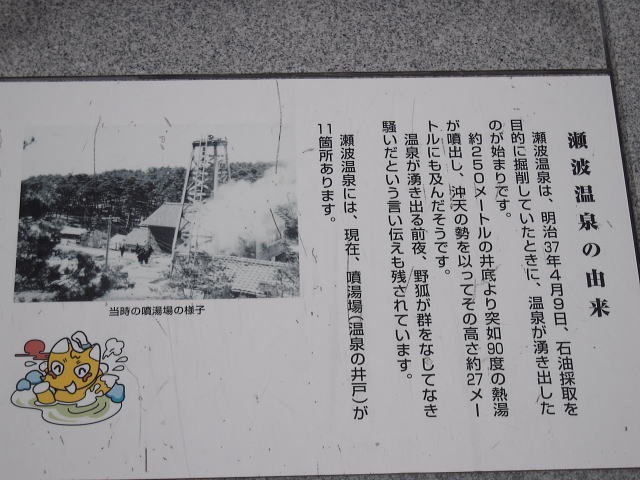 瀬波温泉の由来
瀬波温泉は、明治37年4月9日、石油採取を
目的に掘削していたときに、温泉が湧き出した
のが始まりです。
約250メートルの井底より突如90度の熱湯
が噴出し、沖天の勢を以ってその高さ約27メー
トルにも及んだそうです。
温泉が湧き出る前夜、野狐が群をなしてなき
騒いだという言い伝えも残されています。
瀬波温泉には、現在、噴湯場(温泉の井戸)が
11箇所あります。
当時の噴湯場の様子